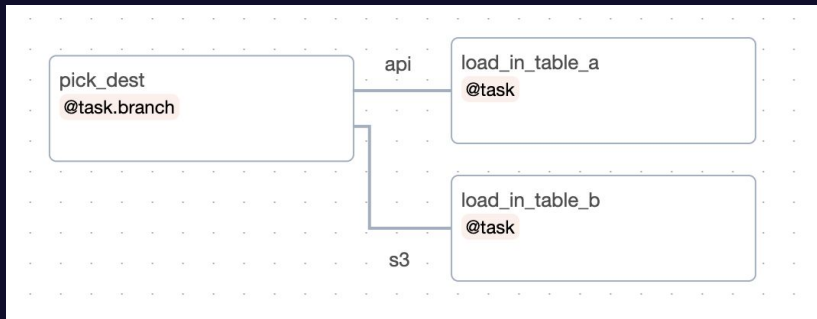 pick_dest
@task.branch
api
load_in_table_a
@task
load_in_table_b
@task
s3